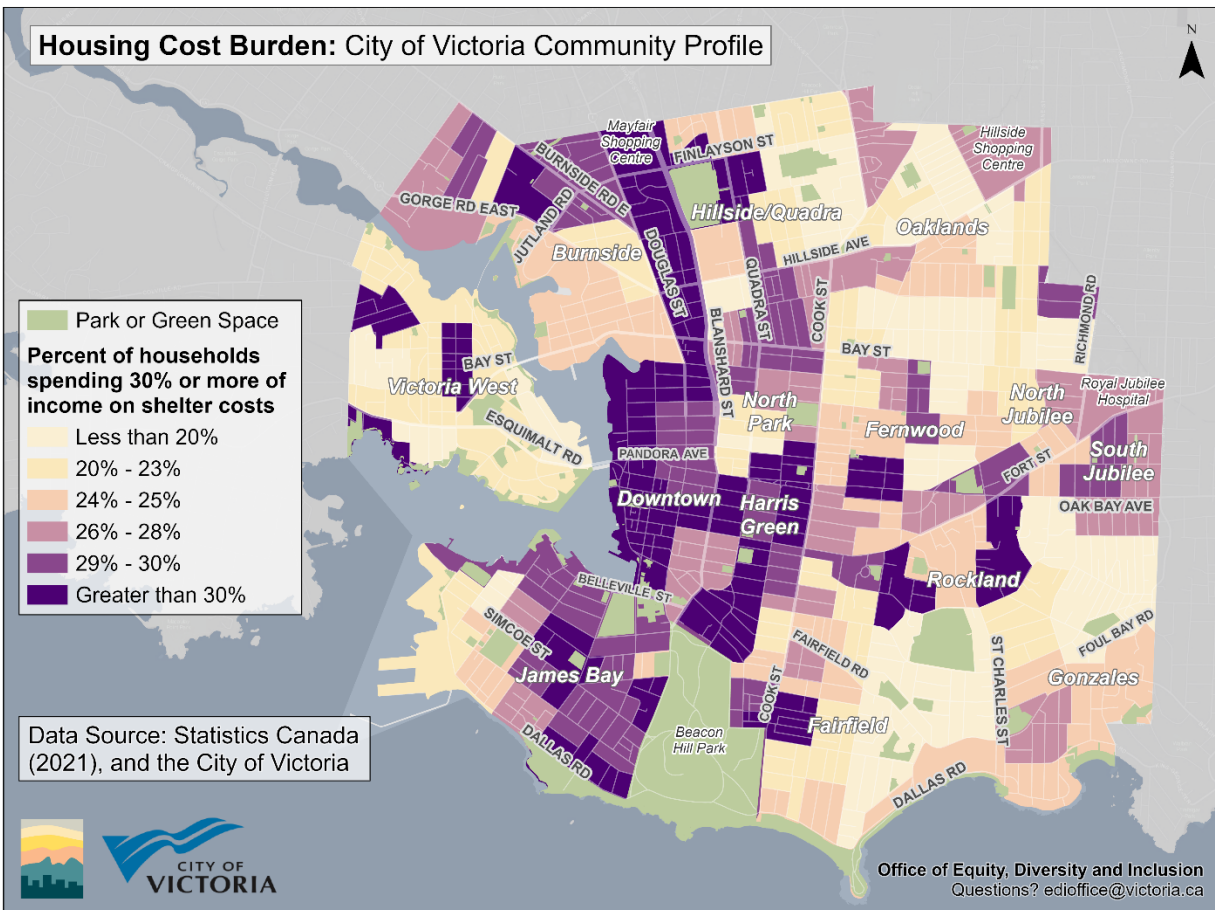 Housing Cost Burden: City of Victoria Community Profile
N
Mayfair
Shopping
Centre
FINLAYSON ST
Hillside
Shopping
Centre
BURNSIDE RD E
GORGE RD EAST
JUTLAND RD
Hillside/Quadra
Oaklands
Burnside
DOUGLAS ST
HILLSIDE AVE
QUADRA ST
COOK ST
RICHMOND RD
Park or Green Space
Percent of households
spending 30% or more of
income on shelter costs
Less than 20%
20% - 23%
24% - 25%
26% - 28%
29% - 30%
Greater than 30%
BLANSHARD ST
BAY ST
BAY ST
Victoria West
North
Park
North
Jubilee
Royal Jubilee
Hospital
ESQUIMALT RD
Fernwood
PANDORA AVE
FORT ST
South
Jubilee
Downtown
Harris
Green
OAK BAY AVE
BELLEVILLE ST
Rockland
SIMCOE ST
FAIRFIELD RD
ST CHARLES ST
FOUL BAY RD
James Bay
COOK ST
Gonzales
Fairfield
Beacon
Hill Park
DALLAS RD
DALLAS RD
Data Source: Statistics Canada
(2021), and the City of Victoria
CITY OF
VICTORIA
Office of Equity, Diversity and Inclusion
Questions? edioffice@victoria.ca